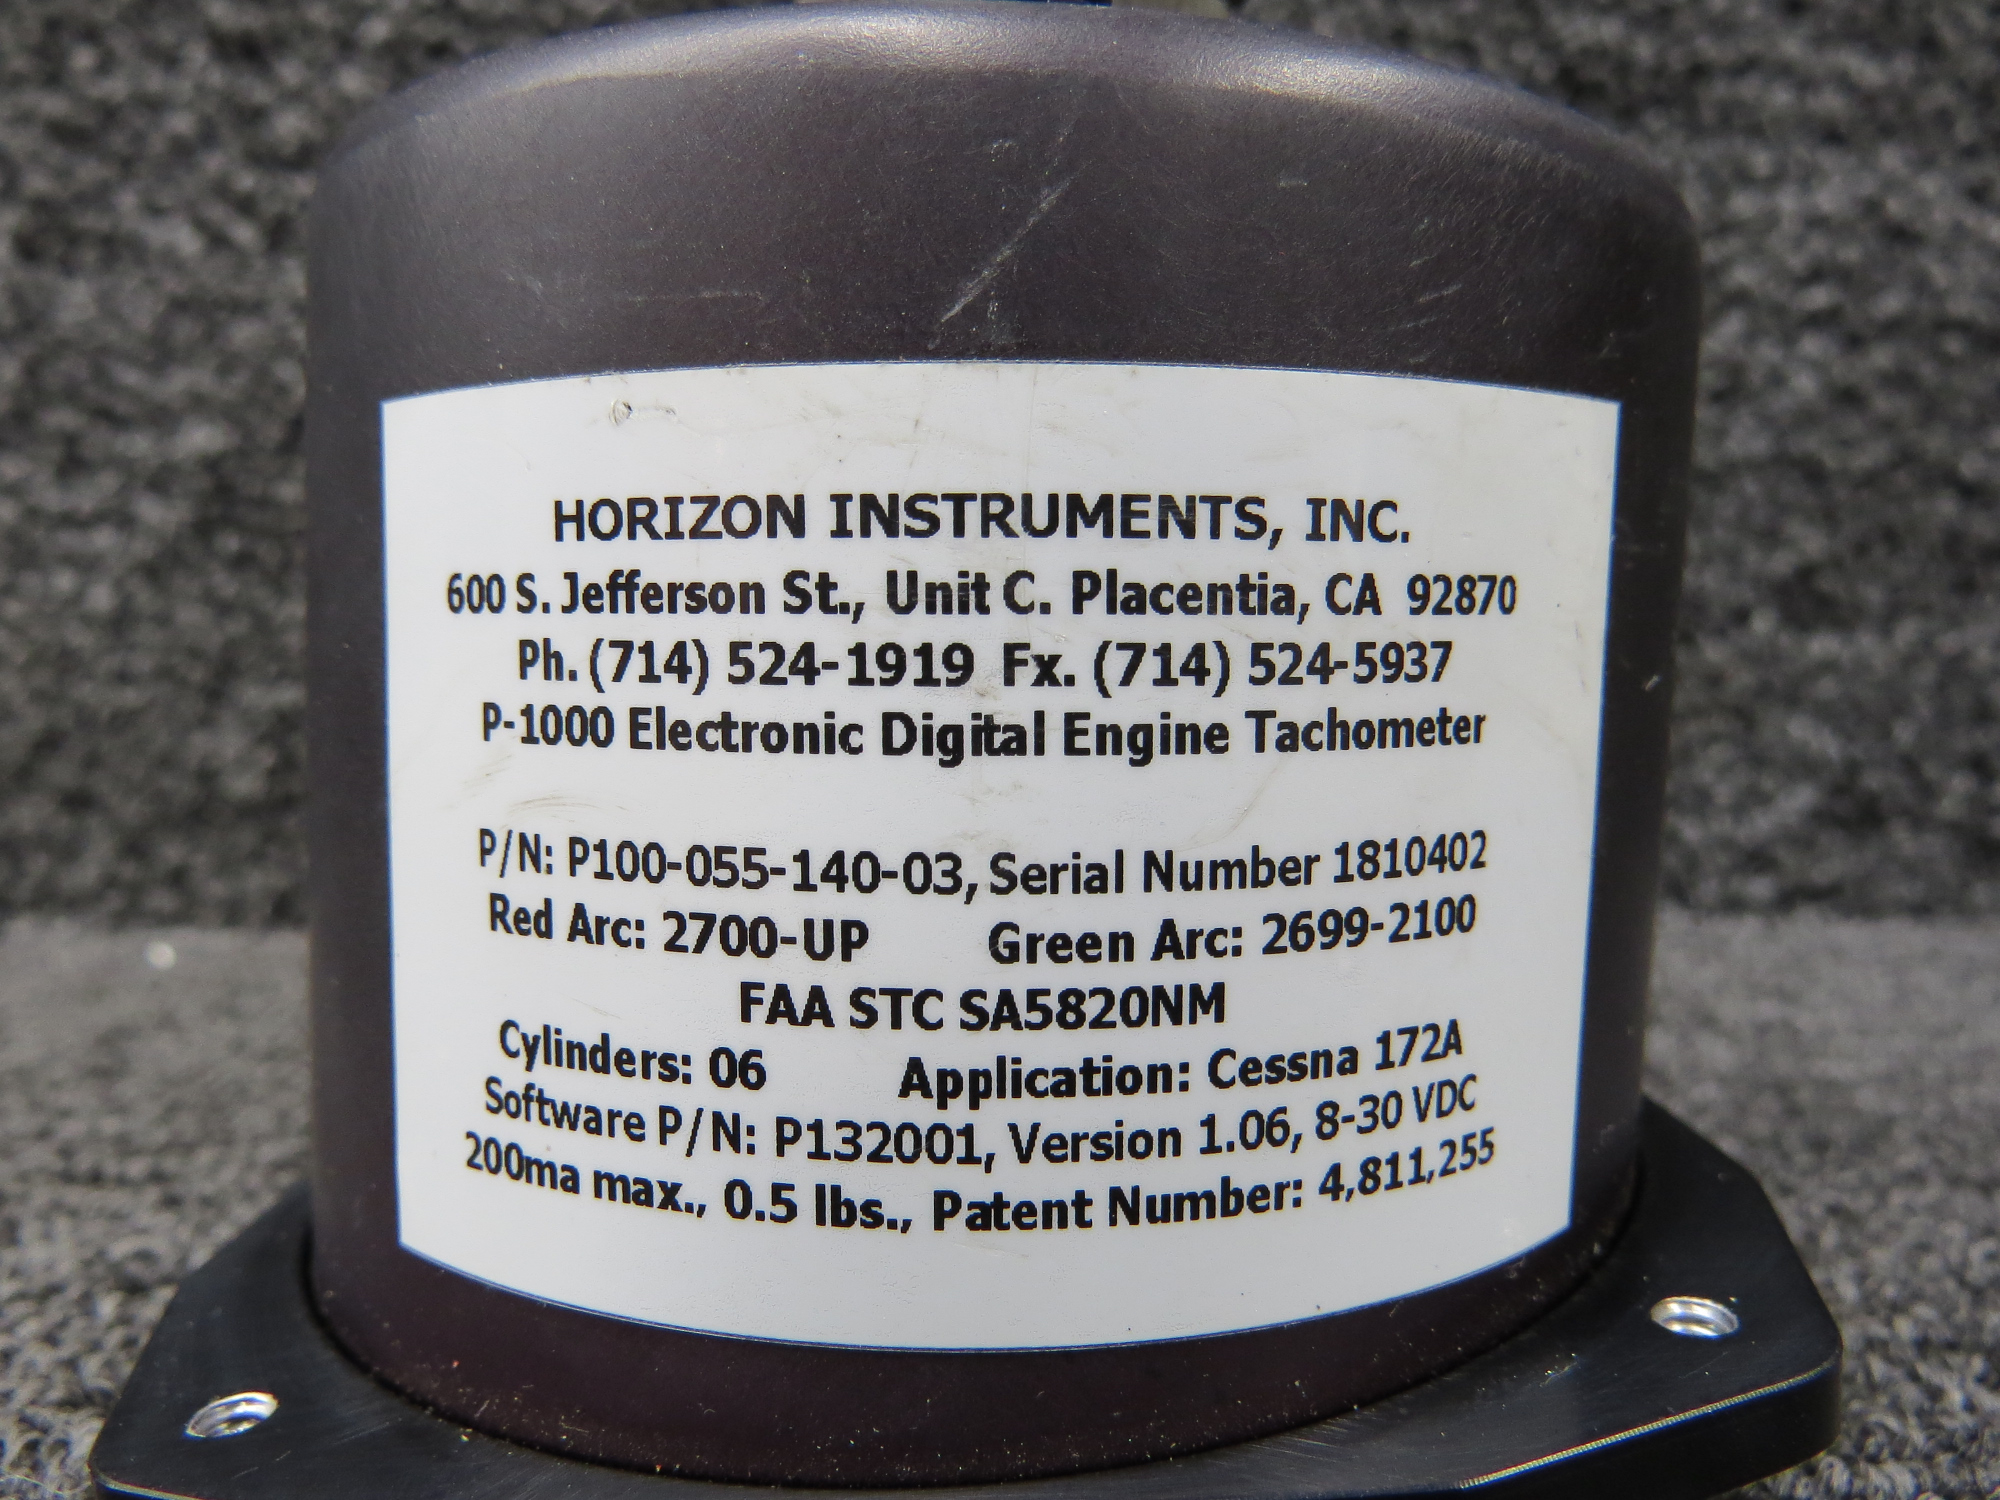 HORIZON INSTRUMENTS, INC.
600 S. Jefferson St., Unit C. Placentia, CA 92870
Ph. (714) 524-1919 Fx. (714) 524-5937
P-1000 Electronic Digital Engine Tachometer
P/N: P100-055-140-03, Serial Number 1810402
Red Arc: 2700-UP Green Arc: 2699-2100
FAA STC SA5820NM
Cylinders: 06 Application: Cessna 172A
Software P/N: P132001, Version 1.06, 8-30 VDC
200ma max., 0.5 lbs., Patent Number: 4,811,255